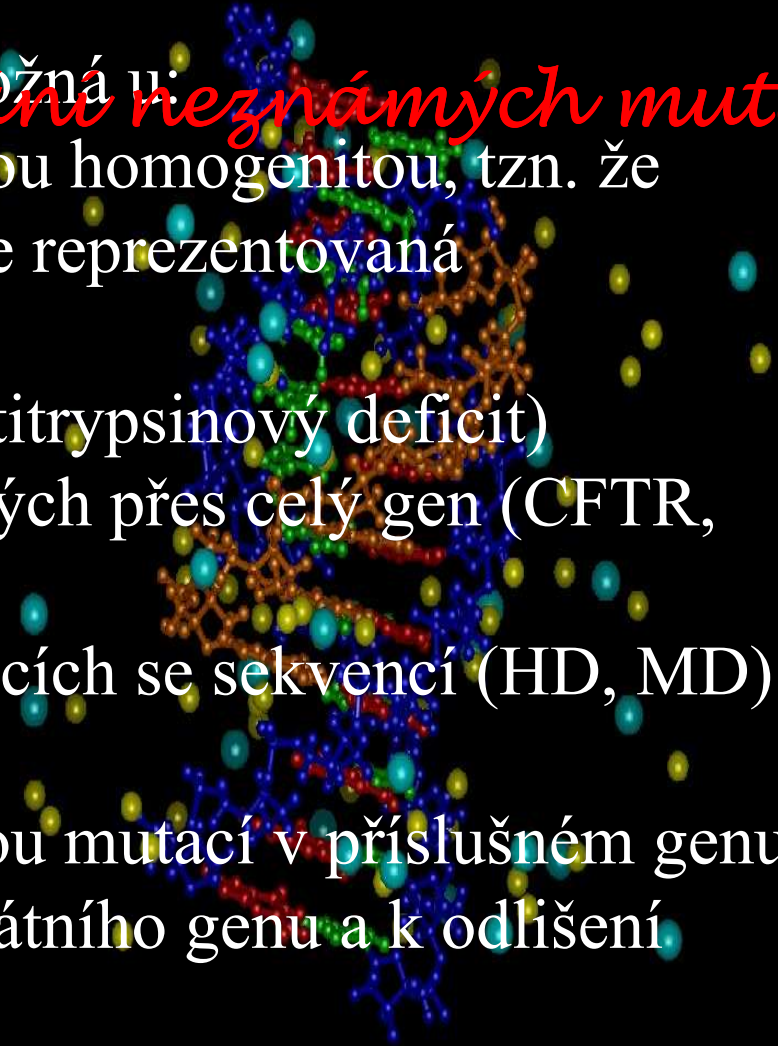 ožná u:
ní neznámých mut
ou homogenitou, tzn. že
e reprezentovaná
titrypsinový deficit)
ých přes celý gen (CFTR,
cích se sekvencí (HD, MD)
ou mutací v příslušném genu
átního genu a k odlišení